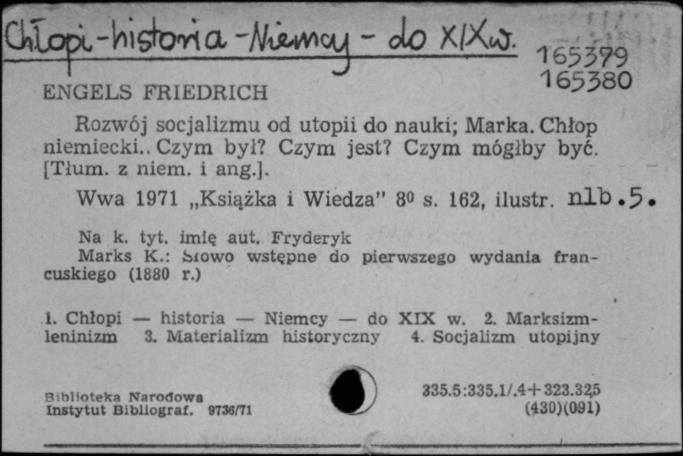 Chłopi-historia-Niemcy - do XIXw.
165379
165380
ENGELS FRIEDRICH
Rozwój socjalizmu od utopii do nauki; Marka. Chłop
niemiecki.. Czym był? Czym jest? Czym mógłby być.
[Tłum. z niem. i ang.].
Wwa 1971 „Książka i Wiedza” 8⁰ s. 162, ilustr. nlb.5.
Na k. tyt. imię aut. Fryderyk
Marks K.: Słowo wstępne do pierwszego wydania fran-
cuskiego (1880 r.)
1. Chłopi — historia — Niemcy — do XIX w. 2. Marksizm-
leninizm 3. Materializm historyczny 4. Socjalizm utopijny
Biblioteka Narodowa
Instytut Bibliograf. 9736/71
335.5:335.1/.4+323.325
(430)(091)